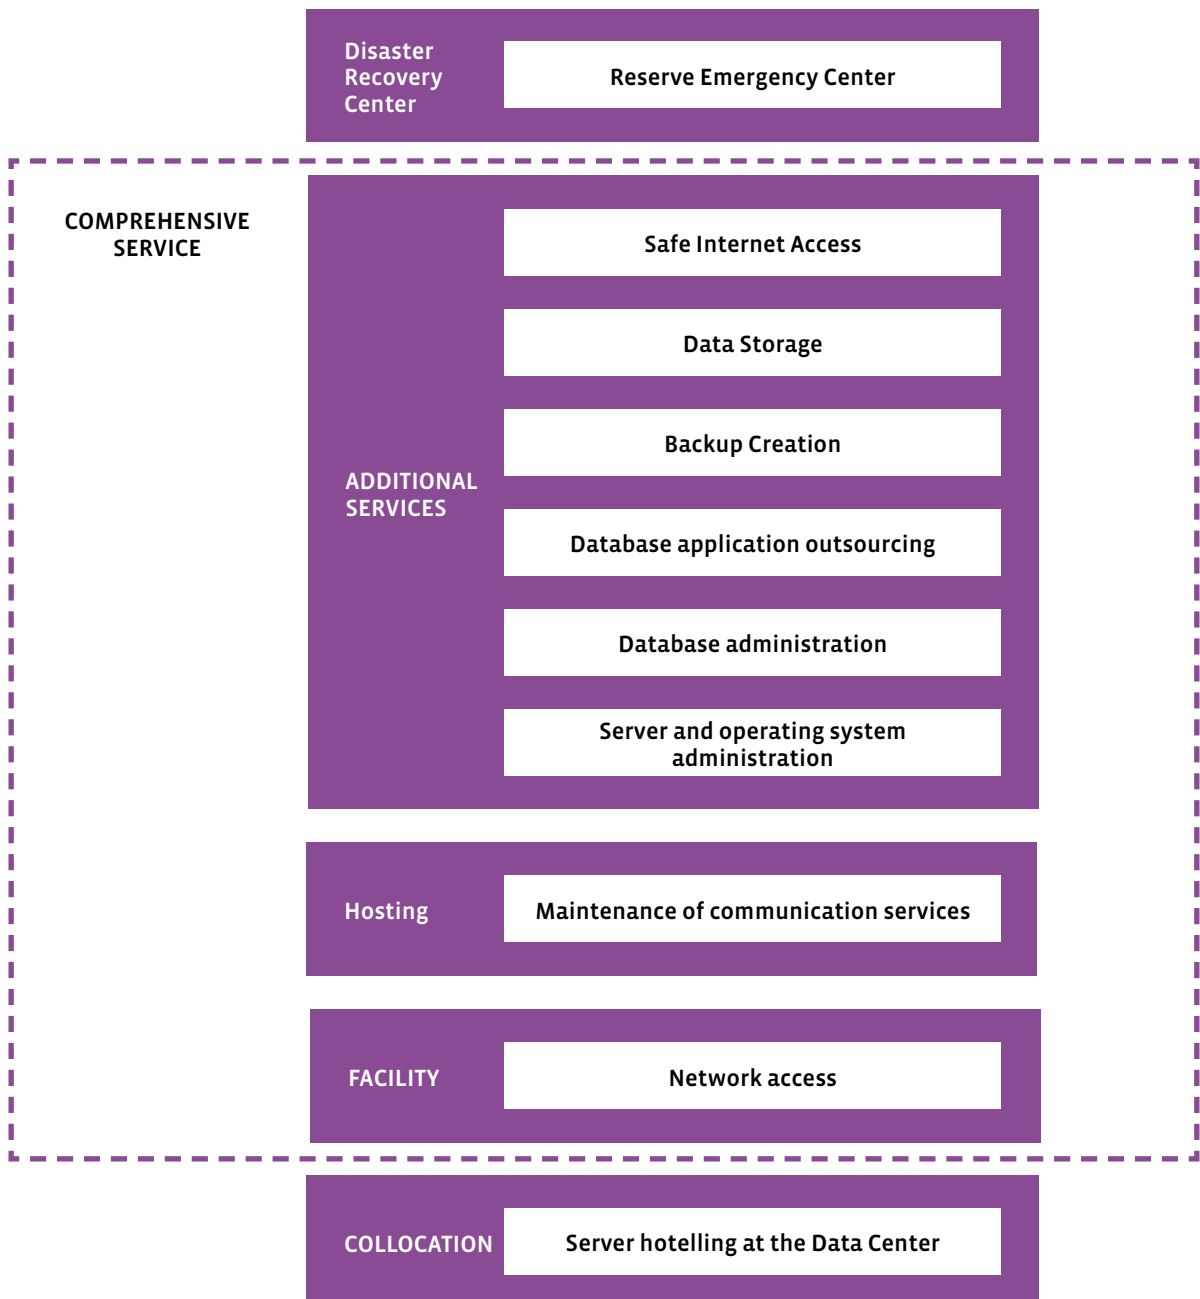 Disaster
Recovery
Center
Reserve Emergency Center
COMPREHENSIVE
SERVICE
ADDITIONAL
SERVICES
Safe Internet Access
Data Storage
Backup Creation
Database application outsourcing
Database administration
Server and operating system
administration
Hosting
Maintenance of communication services
FACILITY
Network access
COLLOCATION
Server hotelling at the Data Center